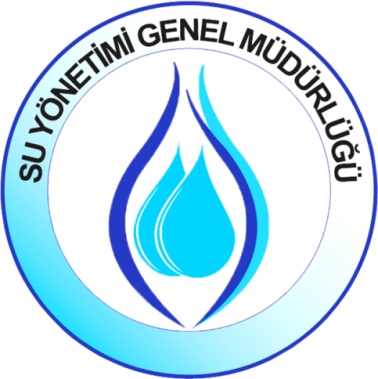 SU YÖNETİMİ GENEL MÜDÜRLÜĞÜ